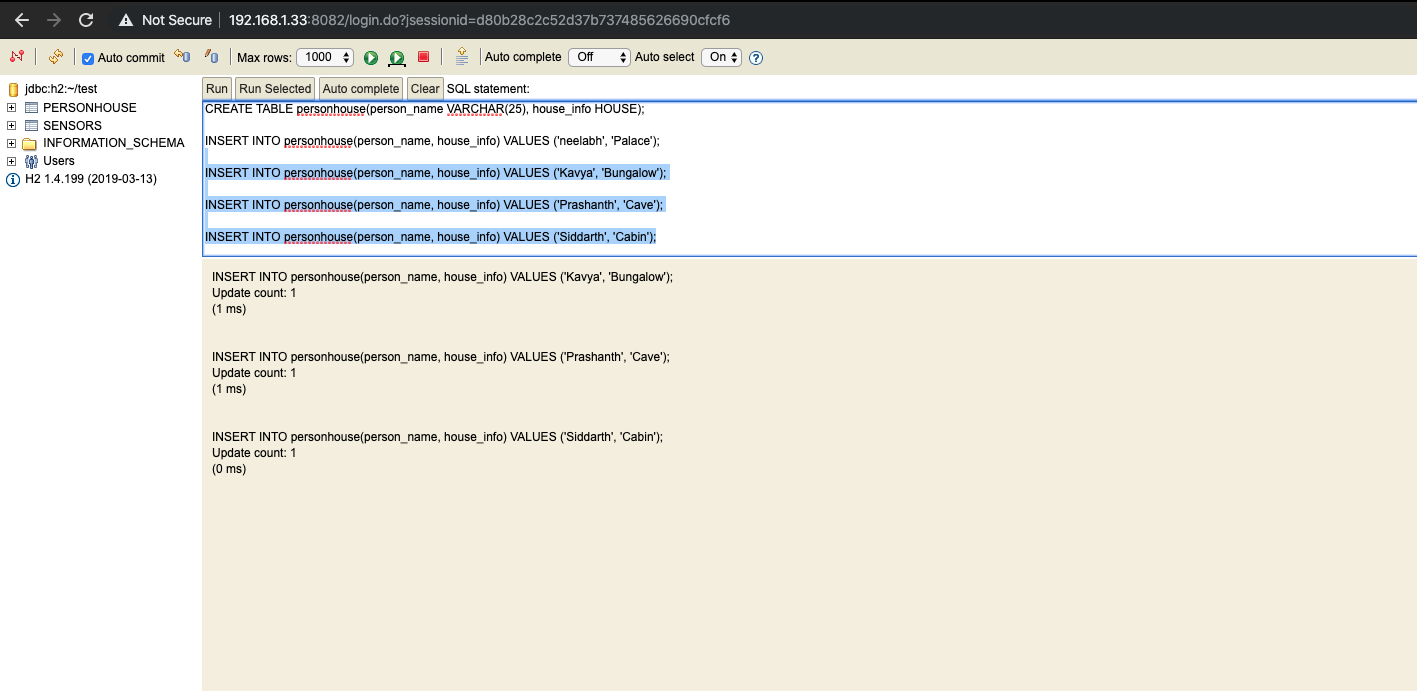 Not Secure 192.168.1.33:8082/login.do?jsessionid=d80b28c2c52d37b737485626690cfcf6
Auto commit Max rows: 1000 Auto complete Off Auto select On ?
jdbc:h2:~/test
PERSONHOUSE
SENSORS
INFORMATION_SCHEMA
Users
H2 1.4.199 (2019-03-13)
Run Run Selected Auto complete Clear SQL statement:
CREATE TABLE personhouse(person_name VARCHAR(25), house_info HOUSE);
INSERT INTO personhouse(person_name, house_info) VALUES ('neelabh', 'Palace');
INSERT INTO personhouse(person_name, house_info) VALUES ('Kavya', 'Bungalow');
INSERT INTO personhouse(person_name, house_info) VALUES ('Prashanth', 'Cave');
INSERT INTO personhouse(person_name, house_info) VALUES ('Siddarth', 'Cabin');
INSERT INTO personhouse(person_name, house_info) VALUES ('Kavya', 'Bungalow');
Update count: 1
(1 ms)
INSERT INTO personhouse(person_name, house_info) VALUES ('Prashanth', 'Cave');
Update count: 1
(1 ms)
INSERT INTO personhouse(person_name, house_info) VALUES ('Siddarth', 'Cabin');
Update count: 1
(0 ms)